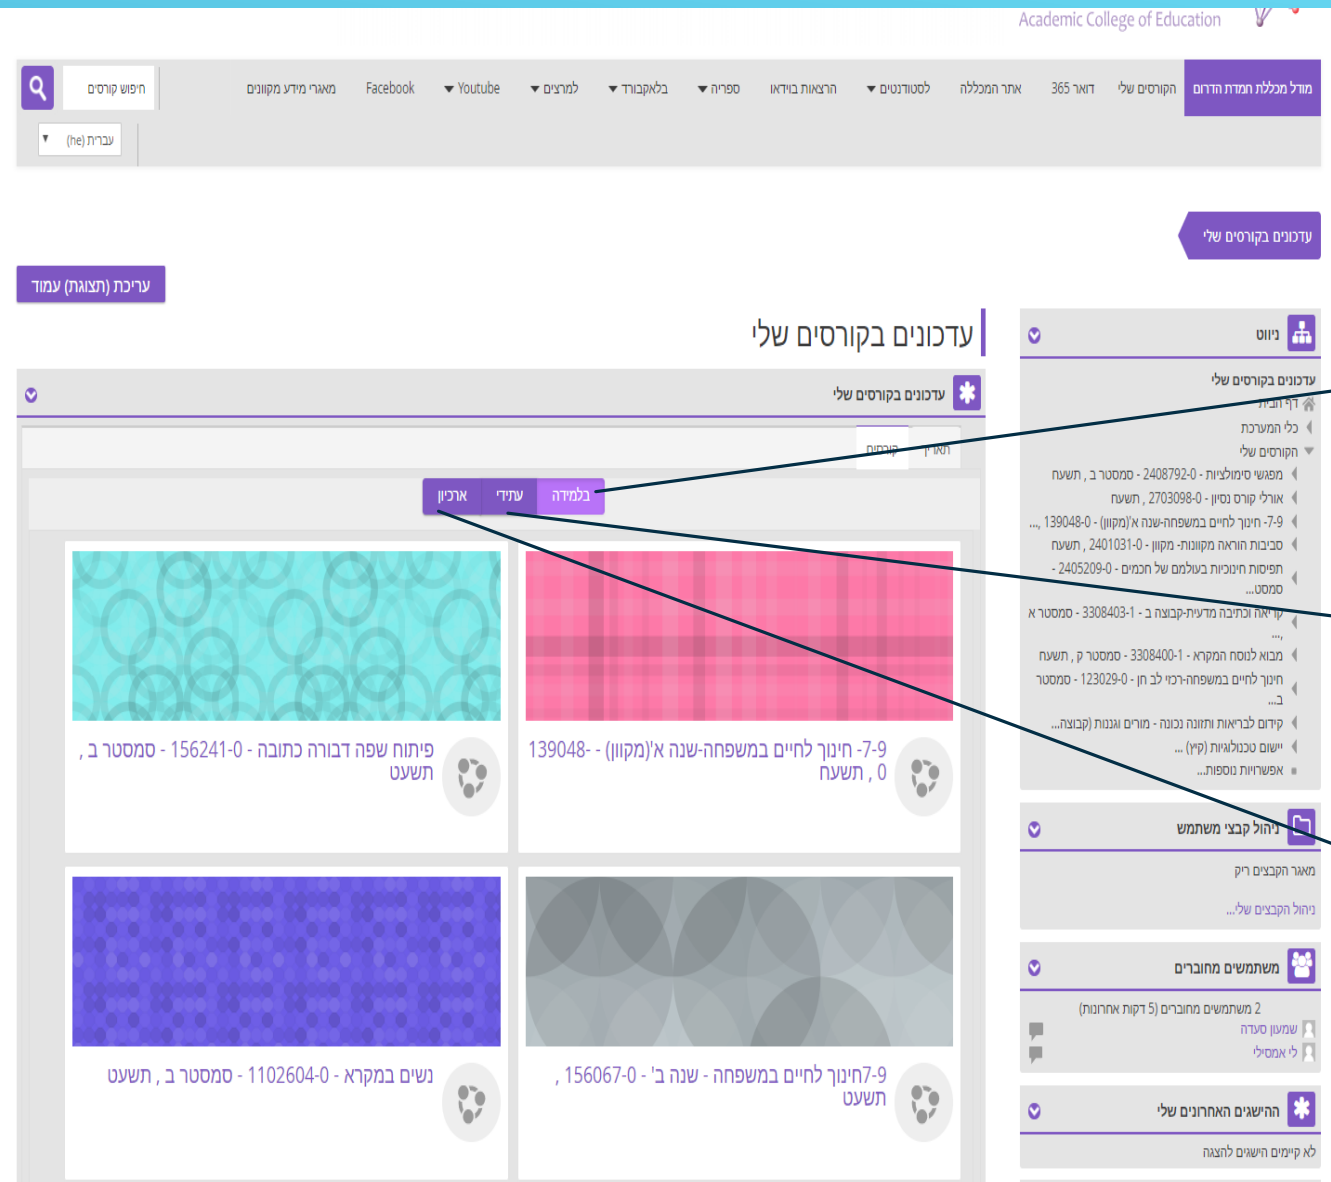 Academic College of Education
מודל מכללת חמדת הדרום
הקורסים שלי
דואר 365
אתר המכללה
לסטודנטים
הרצאות בוידאו
ספריה
בלאקבורד
למרצים
Youtube
Facebook
מאגרי מידע מקוונים
חיפוש קורסים
עברית (he)
עדכונים בקורסים שלי
עריכת (תצוגת) עמוד
עדכונים בקורסים שלי
עדכונים בקורסים שלי
תאריך
קורסים
בלמידה
עתידי
ארכיון
7-9- חינוך לחיים במשפחה-שנה א'(מקוון) - 139048-
0 , תשעח
פיתוח שפה דבורה כתובה - 156241-0 - סמסטר ב ,
תשעט
7-9חינוך לחיים במשפחה - שנה ב' - 156067-0 ,
תשעט
נשים במקרא - 1102604-0 - סמסטר ב , תשעט
ניווט
עדכונים בקורסים שלי
דף הבית
כלי המערכת
הקורסים שלי
מפגשי סימולציות - 2408792-0 - סמסטר ב , תשעח
אורלי קורס נסיון - 2703098-0 , תשעח
7-9- חינוך לחיים במשפחה-שנה א'(מקוון) - 139048-0 ,...
סביבות הוראה מקוונות- מקוון - 2401031-0 , תשעח
תפיסות חינוכיות בעולמם של חכמים - 2405209-0 -
סמסט...
קריאה וכתיבה מדעית-קבוצה ב - 3308403-1 - סמסטר א
,...
מבוא לנוסח המקרא - 3308400-1 - סמסטר ק , תשעח
חינוך לחיים במשפחה-רכזי לב חן - 123029-0 - סמסטר
ב...
קידום לבריאות ותזונה נכונה - מורים וגננות (קבוצה...
יישום טכנולוגיות (קיץ) ...
אפשרויות נוספות...
ניהול קבצי משתמש
מאגר הקבצים ריק
ניהול הקבצים שלי...
משתמשים מחוברים
2 משתמשים מחוברים (5 דקות אחרונות)
שמעון סעדה
לי אמסילי
ההישגים האחרונים שלי
לא קיימים הישגים להצגה